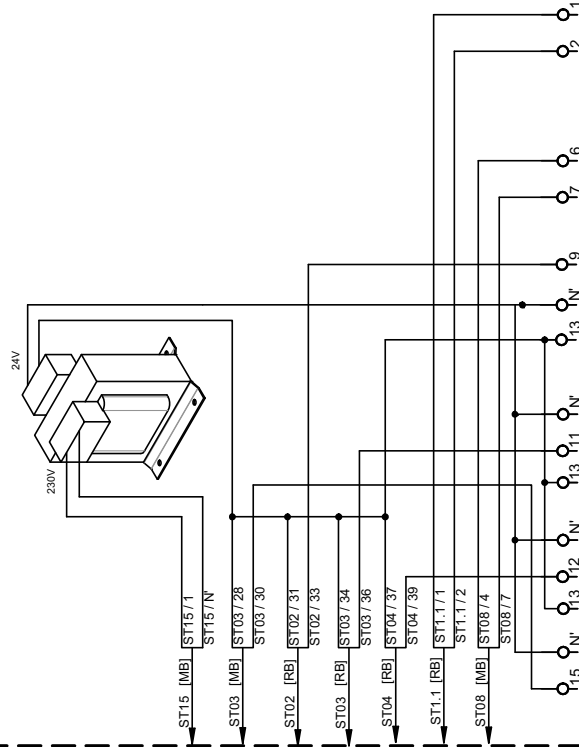 1
2
6
7
9
N'
13
N'
11
13
N'
12
13
N'
15
24V
230V
ST15 / 1
ST15 / N'
ST03 / 28
ST03 / 30
ST02 / 31
ST02 / 33
ST03 / 34
ST03 / 36
ST04 / 37
ST04 / 39
ST1.1 / 1
ST1.1 / 2
ST08 / 4
ST08 / 7
ST15 [MB]
ST03 [MB]
ST02 [RB]
ST03 [RB]
ST04 [RB]
ST1.1 [RB]
ST08 [MB]